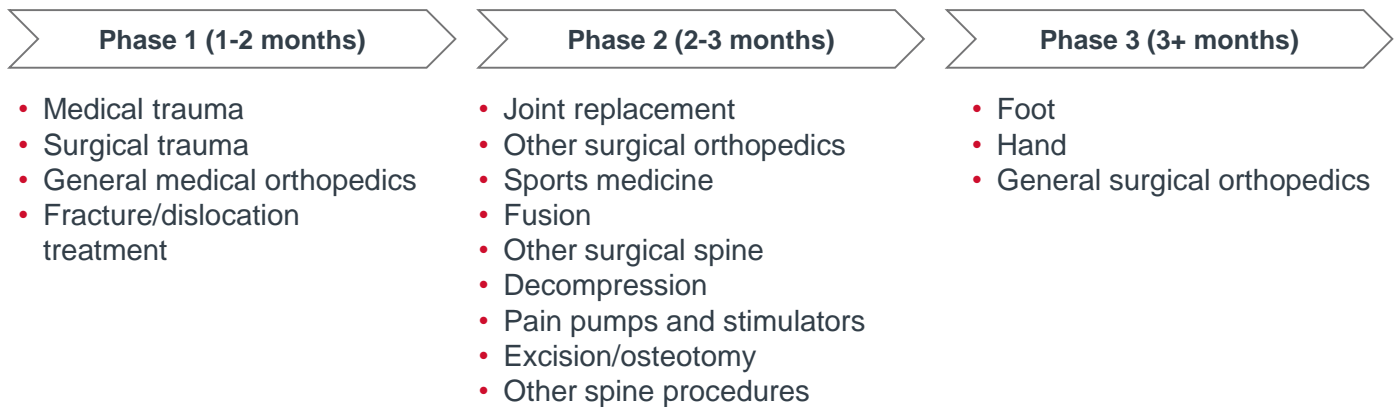 Phase 1 (1-2 months)
• Medical trauma
• Surgical trauma
• General medical orthopedics
• Fracture/dislocation
treatment
Phase 2 (2-3 months)
• Joint replacement
• Other surgical orthopedics
• Sports medicine
• Fusion
• Other surgical spine
• Decompression
• Pain pumps and stimulators
• Excision/osteotomy
• Other spine procedures
Phase 3 (3+ months)
• Foot
• Hand
• General surgical orthopedics